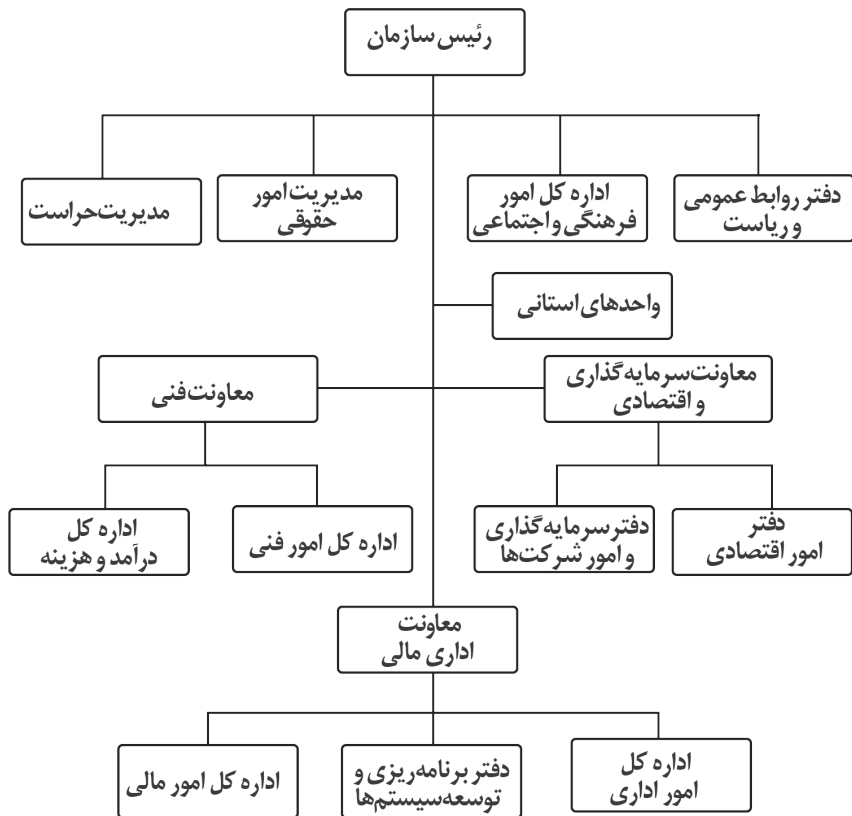 رئیس سازمان
دفتر روابط عمومی
و ریاست
اداره کل امور
فرهنگی و اجتماعی
مدیریت امور
حقوقی
مدیریت حراست
واحدهای استانی
معاونت سرمایه گذاری
و اقتصادی
معاونت فنی
دفتر
امور اقتصادی
دفتر سرمایه گذاری
و امور شرکت‌ها
اداره کل امور فنی
اداره کل
درآمد و هزینه
معاونت
اداری مالی
اداره کل
امور اداری
دفتر برنامه‌ریزی و
توسعه سیستم‌ها
اداره کل امور مالی